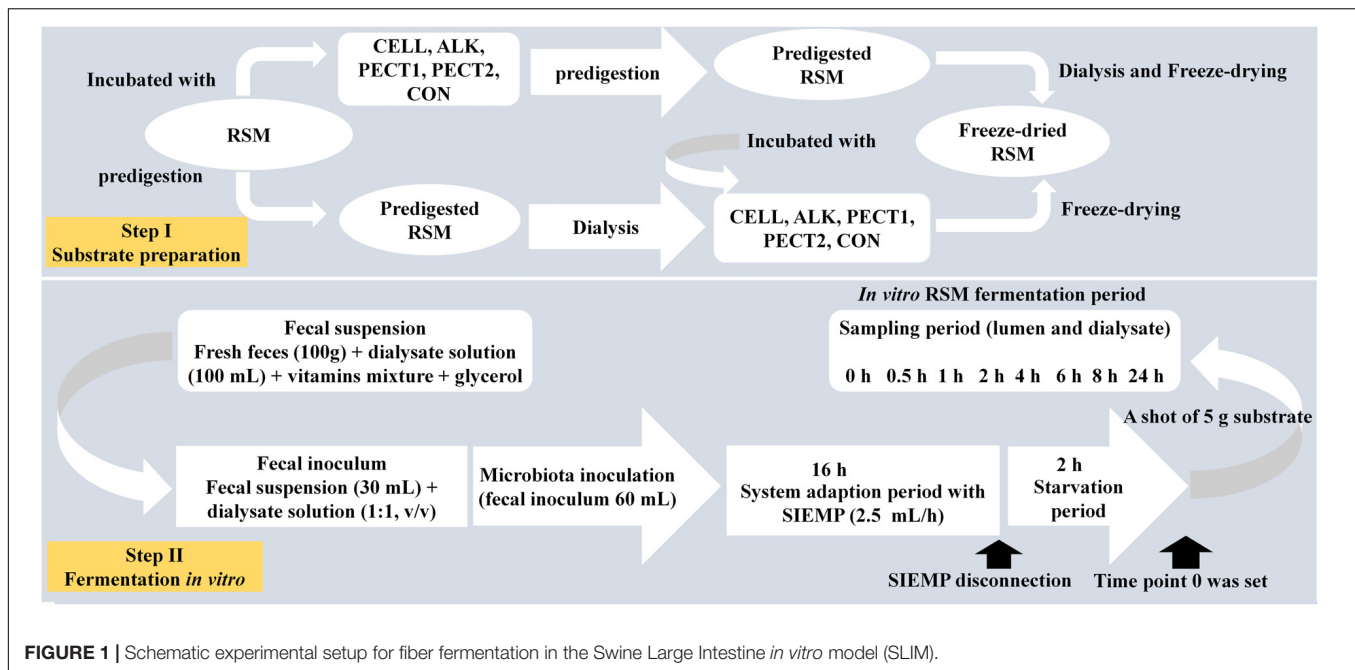 Incubated with
CELL, ALK,
PECT1, PECT2,
CON
predigestion
Predigested
RSM
Dialysis and Freeze-drying
RSM
Incubated with
Freeze-dried
RSM
predigestion
Predigested
RSM
Dialysis
CELL, ALK, PECT1,
PECT2, CON
Freeze-drying
Step I
Substrate preparation
In vitro RSM fermentation period
Fecal suspension
Fresh feces (100g) + dialysate solution
(100 mL) + vitamins mixture + glycerol
Sampling period (lumen and dialysate)
0 h 0.5 h 1 h 2 h 4 h 6 h 8 h 24 h
A shot of 5 g substrate
Fecal inoculum
Fecal suspension (30 mL) +
dialysate solution (1:1, v/v)
Microbiota inoculation
(fecal inoculum 60 mL)
16 h
System adaption period with
SIEMP (2.5 mL/h)
2 h
Starvation
period
Step II
Fermentation in vitro
SIEMP disconnection
Time point 0 was set
FIGURE 1 | Schematic experimental setup for fiber fermentation in the Swine Large Intestine in vitro model (SLIM).